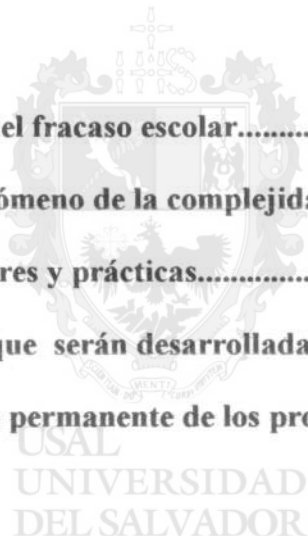 el fracaso escolar..........
ómeno de la complejida
res y prácticas...............
que serán desarrollada
permanente de los pro
USAL
UNIVERSIDAD
DEL SALVADOR